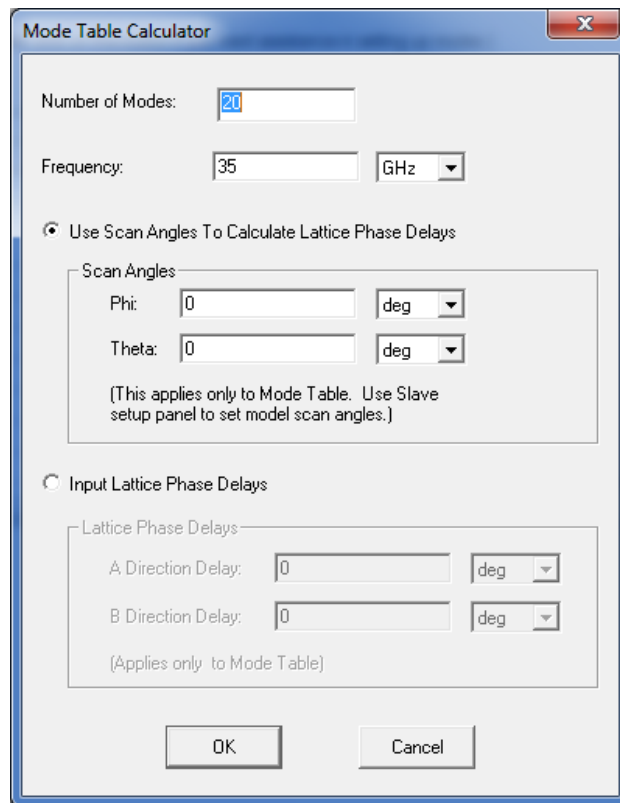 Mode Table Calculator
Number of Modes: 20
Frequency: 35 GHz
Use Scan Angles To Calculate Lattice Phase Delays
Scan Angles
Phi: 0 deg
Theta: 0 deg
(This applies only to Mode Table. Use Slave
setup panel to set model scan angles.)
Input Lattice Phase Delays
Lattice Phase Delays
A Direction Delay: 0 deg
B Direction Delay: 0 deg
(Applies only to Mode Table)
OK Cancel